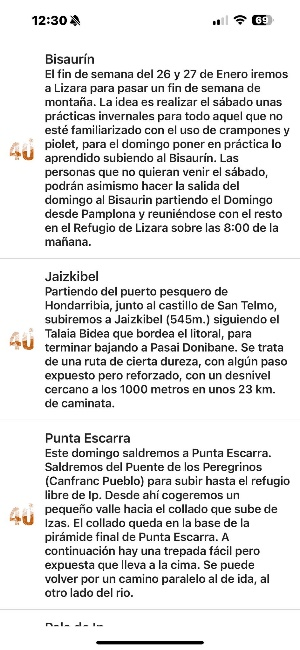 12:30
69
Bisaurín
El fin de semana del 26 y 27 de Enero iremos
a Lizara para pasar un fin de semana de
montaña. La idea es realizar el sábado unas
prácticas invernales para todo aquel que no
esté familiarizado con el uso de crampones y
piolet, para el domingo poner en práctica lo
aprendido subiendo al Bisaurín. Las
personas que no quieran venir el sábado,
podrán asimismo hacer la salida del
domingo al Bisaurin partiendo el Domingo
desde Pamplona y reuniéndose con el resto
en el Refugio de Lizara sobre las 8:00 de la
mañana.
40
Jaizkibel
Partiendo del puerto pesquero de
Hondarribia, junto al castillo de San Telmo,
subiremos a Jaizkibel (545m.) siguiendo el
Talaia Bidea que bordea el litoral, para
terminar bajando a Pasai Donibane. Se trata
de una ruta de cierta dureza, con algún paso
expuesto pero reforzado, con un desnivel
cercano a los 1000 metros en unos 23 km.
de caminata.
40
Punta Escarra
Este domingo saldremos a Punta Escarra.
Saldremos del Puente de los Peregrinos
(Canfranc Pueblo) para subir hasta el refugio
libre de Ip. Desde ahí cogeremos un
pequeño valle hacia el collado que sube de
Izas. El collado queda en la base de la
pirámide final de Punta Escarra. A
continuación hay una trepada fácil pero
expuesta que lleva a la cima. Se puede
volver por un camino paralelo al de ida, al
otro lado del rio.
40